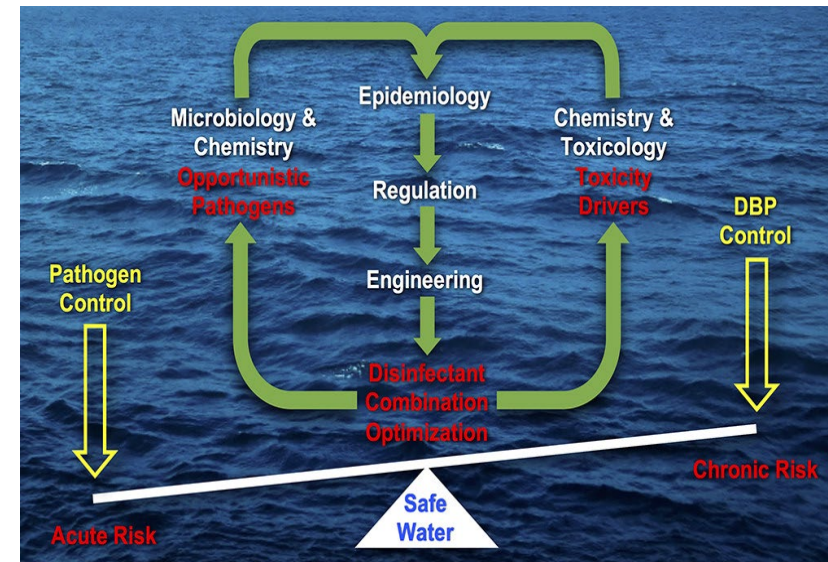 Epidemiology
Microbiology &
Chemistry
Opportunistic
Pathogens
Chemistry &
Toxicology
Toxicity
Drivers
Regulation
DBP
Control
Pathogen
Control
Engineering
Disinfectant
Combination
Optimization
Chronic Risk
Safe
Water
Acute Risk